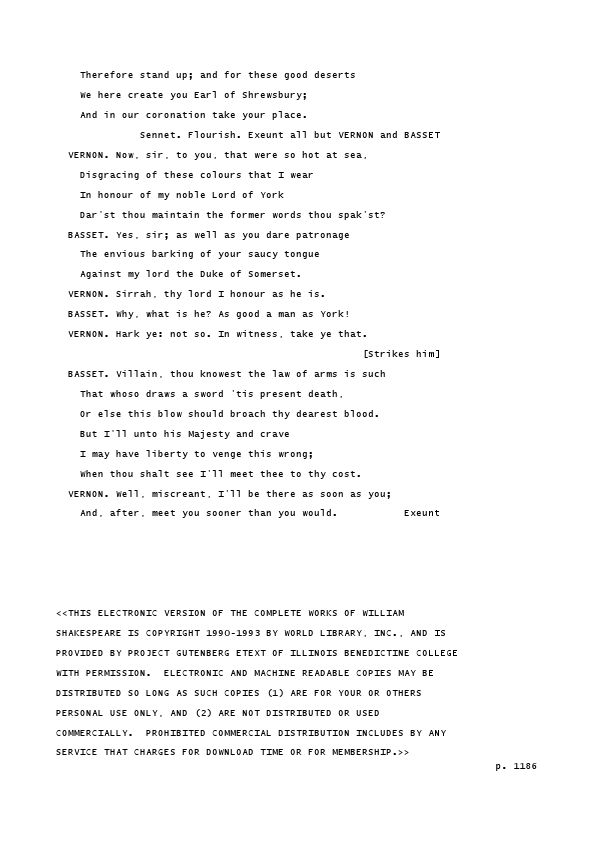 Therefore stand up; and for these good deserts
We here create you Earl of Shrewsbury;
And in our coronation take your place.
Sennet. Flourish. Exeunt all but VERNON and BASSET
VERNON. Now, sir, to you, that were so hot at sea,
Disgracing of these colours that I wear
In honour of my noble Lord of York
Dar'st thou maintain the former words thou spak'st?
BASSET. Yes, sir; as well as you dare patronage
The envious barking of your saucy tongue
Against my lord the Duke of Somerset.
VERNON. Sirrah, thy lord I honour as he is.
BASSET. Why, what is he? As good a man as York!
VERNON. Hark ye: not so. In witness, take ye that.
[Strikes him]
BASSET. Villain, thou knowest the law of arms is such
That whoso draws a sword 'tis present death,
Or else this blow should broach thy dearest blood.
But I'll unto his Majesty and crave
I may have liberty to venge this wrong;
When thou shalt see I'll meet thee to thy cost.
VERNON. Well, miscreant, I'll be there as soon as you;
And, after, meet you sooner than you would. Exeunt
<<THIS ELECTRONIC VERSION OF THE COMPLETE WORKS OF WILLIAM
SHAKESPEARE IS COPYRIGHT 1990-1993 BY WORLD LIBRARY, INC., AND IS
PROVIDED BY PROJECT GUTENBERG ETEXT OF ILLINOIS BENEDICTINE COLLEGE
WITH PERMISSION. ELECTRONIC AND MACHINE READABLE COPIES MAY BE
DISTRIBUTED SO LONG AS SUCH COPIES (1) ARE FOR YOUR OR OTHERS
PERSONAL USE ONLY, AND (2) ARE NOT DISTRIBUTED OR USED
COMMERCIALLY. PROHIBITED COMMERCIAL DISTRIBUTION INCLUDES BY ANY
SERVICE THAT CHARGES FOR DOWNLOAD TIME OR FOR MEMBERSHIP.>>
p. 1186